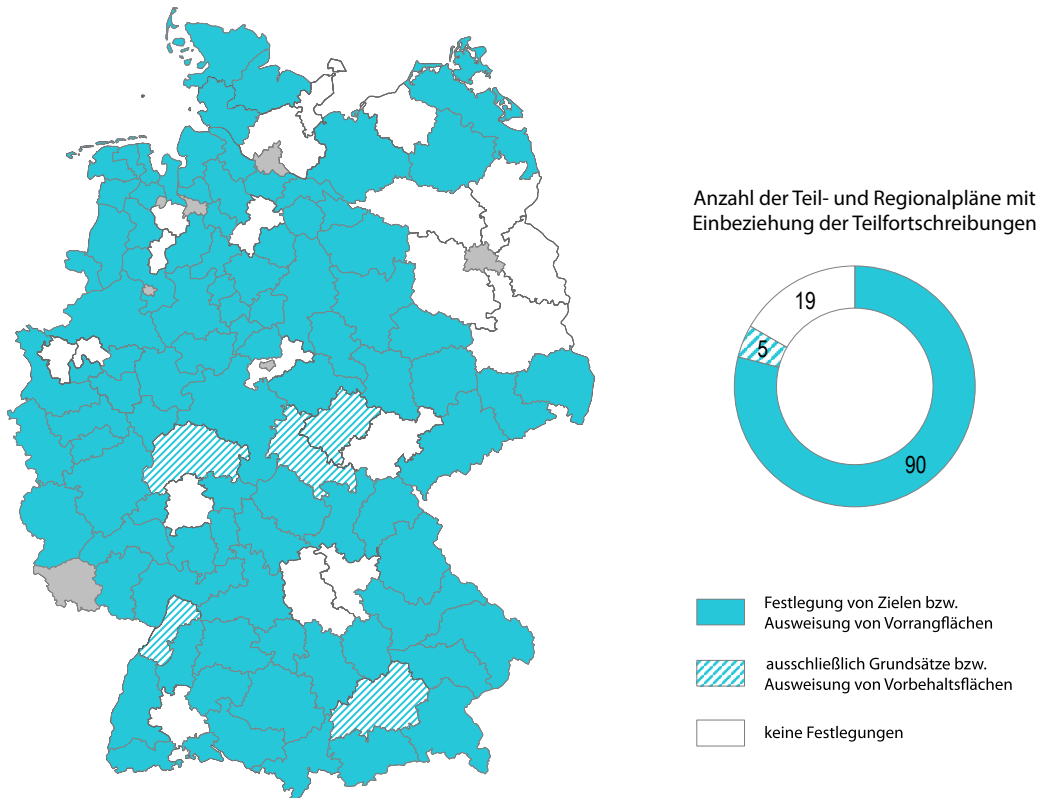 Anzahl der Teil- und Regionalpläne mit
Einbeziehung der Teilfortschreibungen
19
5
90
Festlegung von Zielen bzw.
Ausweisung von Vorrangflächen
ausschließlich Grundsätze bzw.
Ausweisung von Vorbehaltsflächen
keine Festlegungen